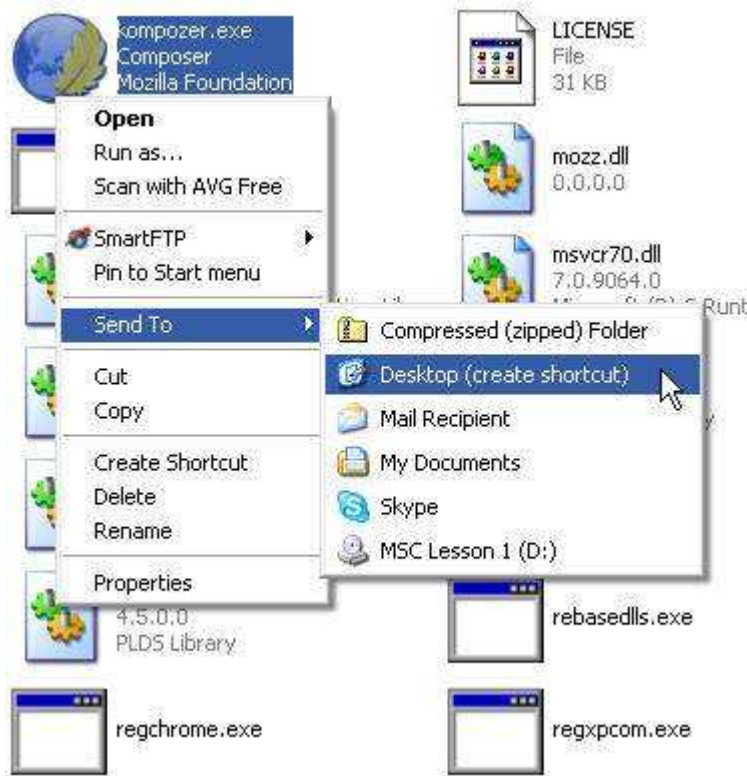 kompozer.exe
Composer
Mozilla Foundation
LICENSE
File
31 KB
Open
Run as...
Scan with AVG Free
SmartFTP
Pin to Start menu
Send To
Cut
Copy
Create Shortcut
Delete
Rename
Properties
mozz.dll
0.0.0.0
msvcr70.dll
7.0.9064.0
Runt
Compressed (zipped) Folder
Desktop (create shortcut)
Mail Recipient
My Documents
Skype
MSC Lesson 1 (D:)
4.5.0.0
PLDS Library
rebasedlls.exe
regchrome.exe
regxpcom.exe